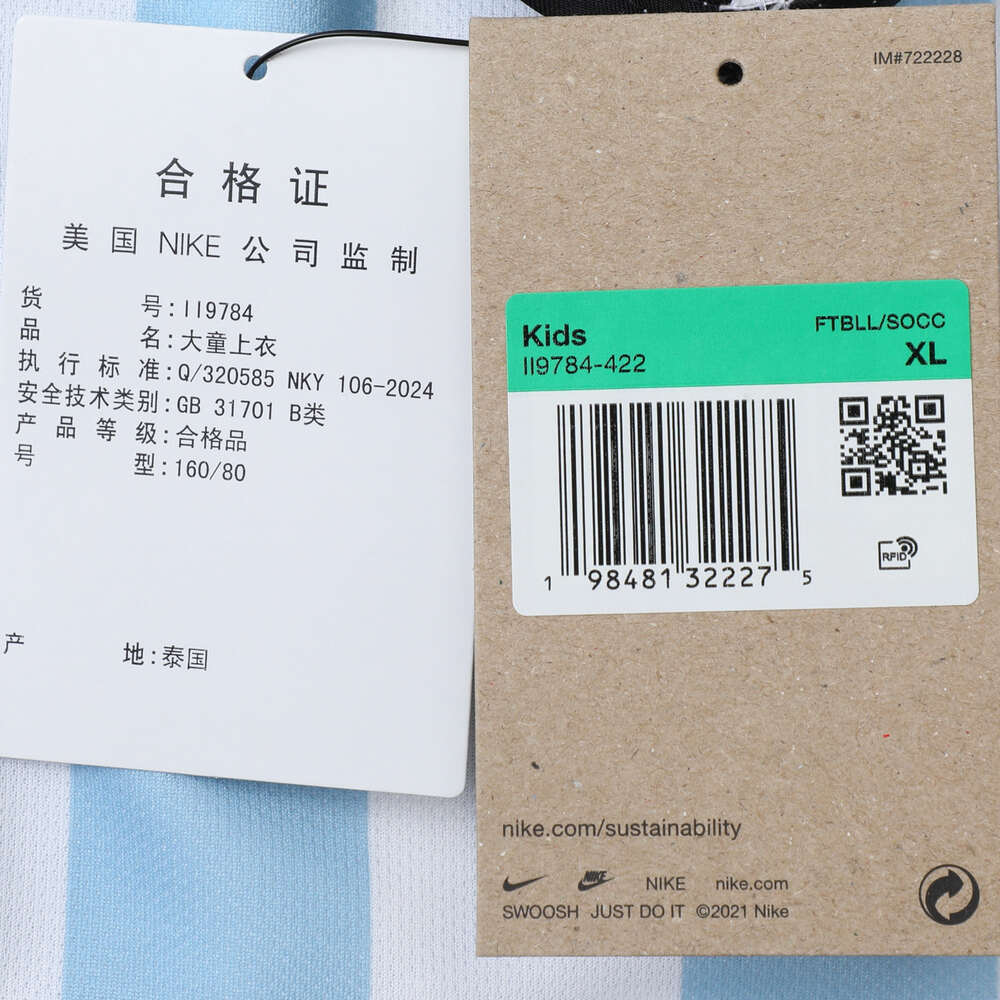 合格证
美国 NIKE 公司监制
货号:II9784
品名:大童上衣
执行标准:Q/320585 NKY 106-2024
安全技术类别:GB 31701 B类
产品等级:合格品
号型:160/80
产地:泰国
IM#722228
Kids
II9784-422
FTBLL/SOCC
XL
1 98481 32227 5
RFID
nike.com/sustainability
NIKE NIKE nike.com
SWOOSH JUST DO IT ©2021 Nike